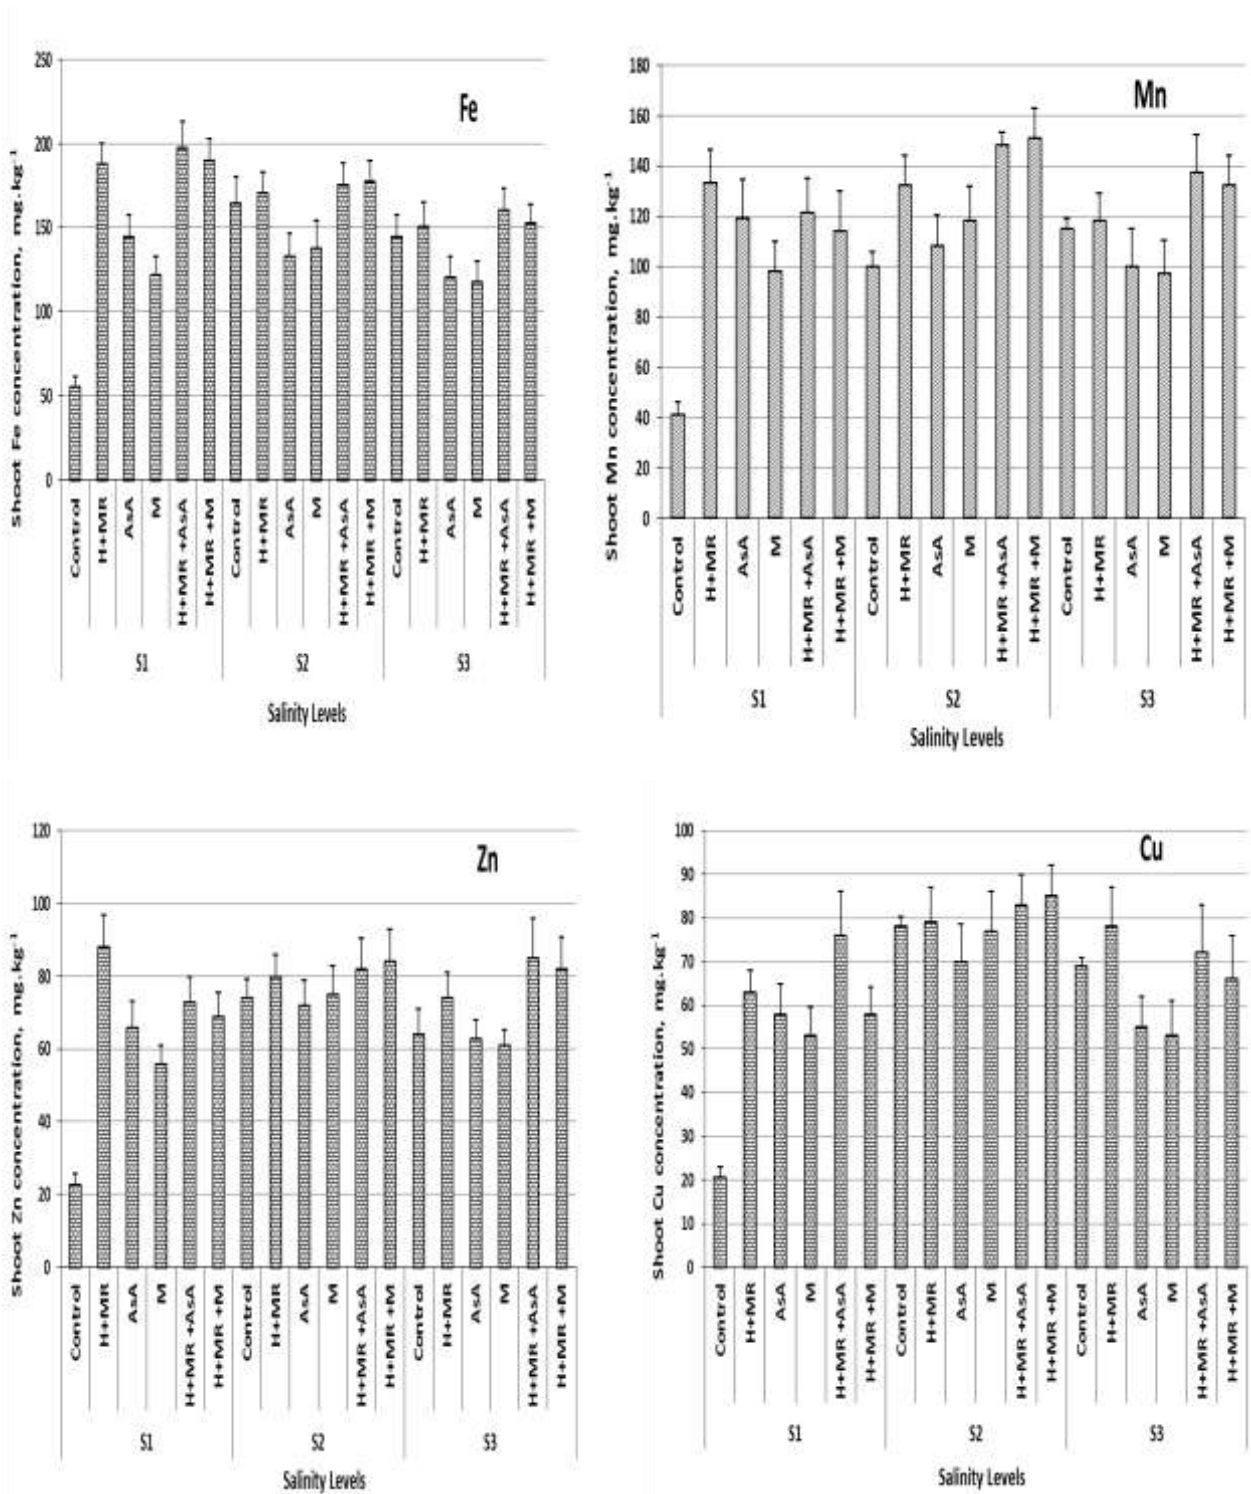 Fe
Shoot Fe concentration, mg.kg⁻¹
250
200
150
100
50
0
Control H+MR AsA M H+MR +AsA H+MR +M Control H+MR AsA M H+MR +AsA H+MR +M Control H+MR AsA M H+MR +AsA H+MR +M
S1 S2 S3
Salinity Levels
Mn
Shoot Mn concentration, mg.kg⁻¹
180
160
140
120
100
80
60
40
20
0
Control H+MR AsA M H+MR +AsA H+MR +M Control H+MR AsA M H+MR +AsA H+MR +M Control H+MR AsA M H+MR +AsA H+MR +M
S1 S2 S3
Salinity Levels
Zn
Shoot Zn concentration, mg.kg⁻¹
120
100
80
60
40
20
0
Control H+MR AsA M H+MR +AsA H+MR +M Control H+MR AsA M H+MR +AsA H+MR +M Control H+MR AsA M H+MR +AsA H+MR +M
S1 S2 S3
Salinity Levels
Cu
Shoot Cu concentration, mg.kg⁻¹
100
90
80
70
60
50
40
30
20
10
0
Control H+MR AsA M H+MR +AsA H+MR +M Control H+MR AsA M H+MR +AsA H+MR +M Control H+MR AsA M H+MR +AsA H+MR +M
S1 S2 S3
Salinity Levels